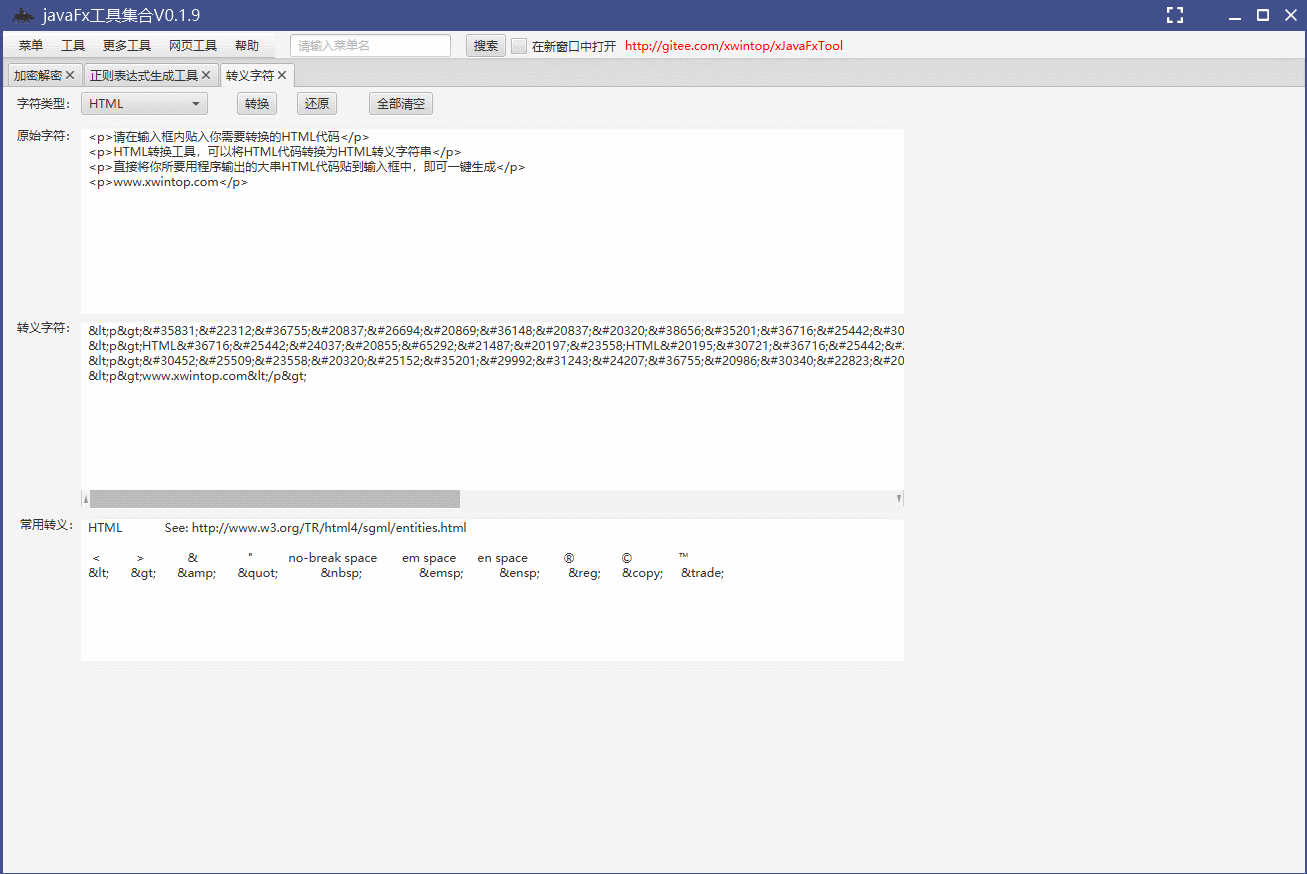 javaFx工具集合V0.1.9
菜单 工具 更多工具 网页工具 帮助 请输入菜单名 搜索 在新窗口中打开 http://gitee.com/xwintop/xJavaFxTool
加密解密 正则表达式生成工具 转义字符
字符类型: HTML 转换 还原 全部清空
原始字符: <p>请在输入框内贴入你需要转换的HTML代码</p>
<p>HTML转换工具，可以将HTML代码转换为HTML转义字符串</p>
<p>直接将你所要用程序输出的大串HTML代码贴到输入框中，即可一键生成</p>
<p>www.xwintop.com</p>
转义字符: &lt;p&gt;&#35831;&#22312;&#36755;&#20837;&#26694;&#20869;&#36148;&#20837;&#20320;&#38656;&#35201;&#36716;&#25442;&#30
&lt;p&gt;HTML&#36716;&#25442;&#24037;&#20855;&#65292;&#21487;&#20197;&#23558;HTML&#20195;&#30721;&#36716;&#25442;&#
&lt;p&gt;&#30452;&#25509;&#23558;&#20320;&#25152;&#35201;&#29992;&#31243;&#24207;&#36755;&#20986;&#30340;&#22823;&#20
&lt;p&gt;www.xwintop.com&lt;/p&gt;
常用转义: HTML See: http://www.w3.org/TR/html4/sgml/entities.html
< > & " no-break space em space en space ® © ™
&lt; &gt; &amp; &quot; &nbsp; &emsp; &ensp; &reg; &copy; &trade;